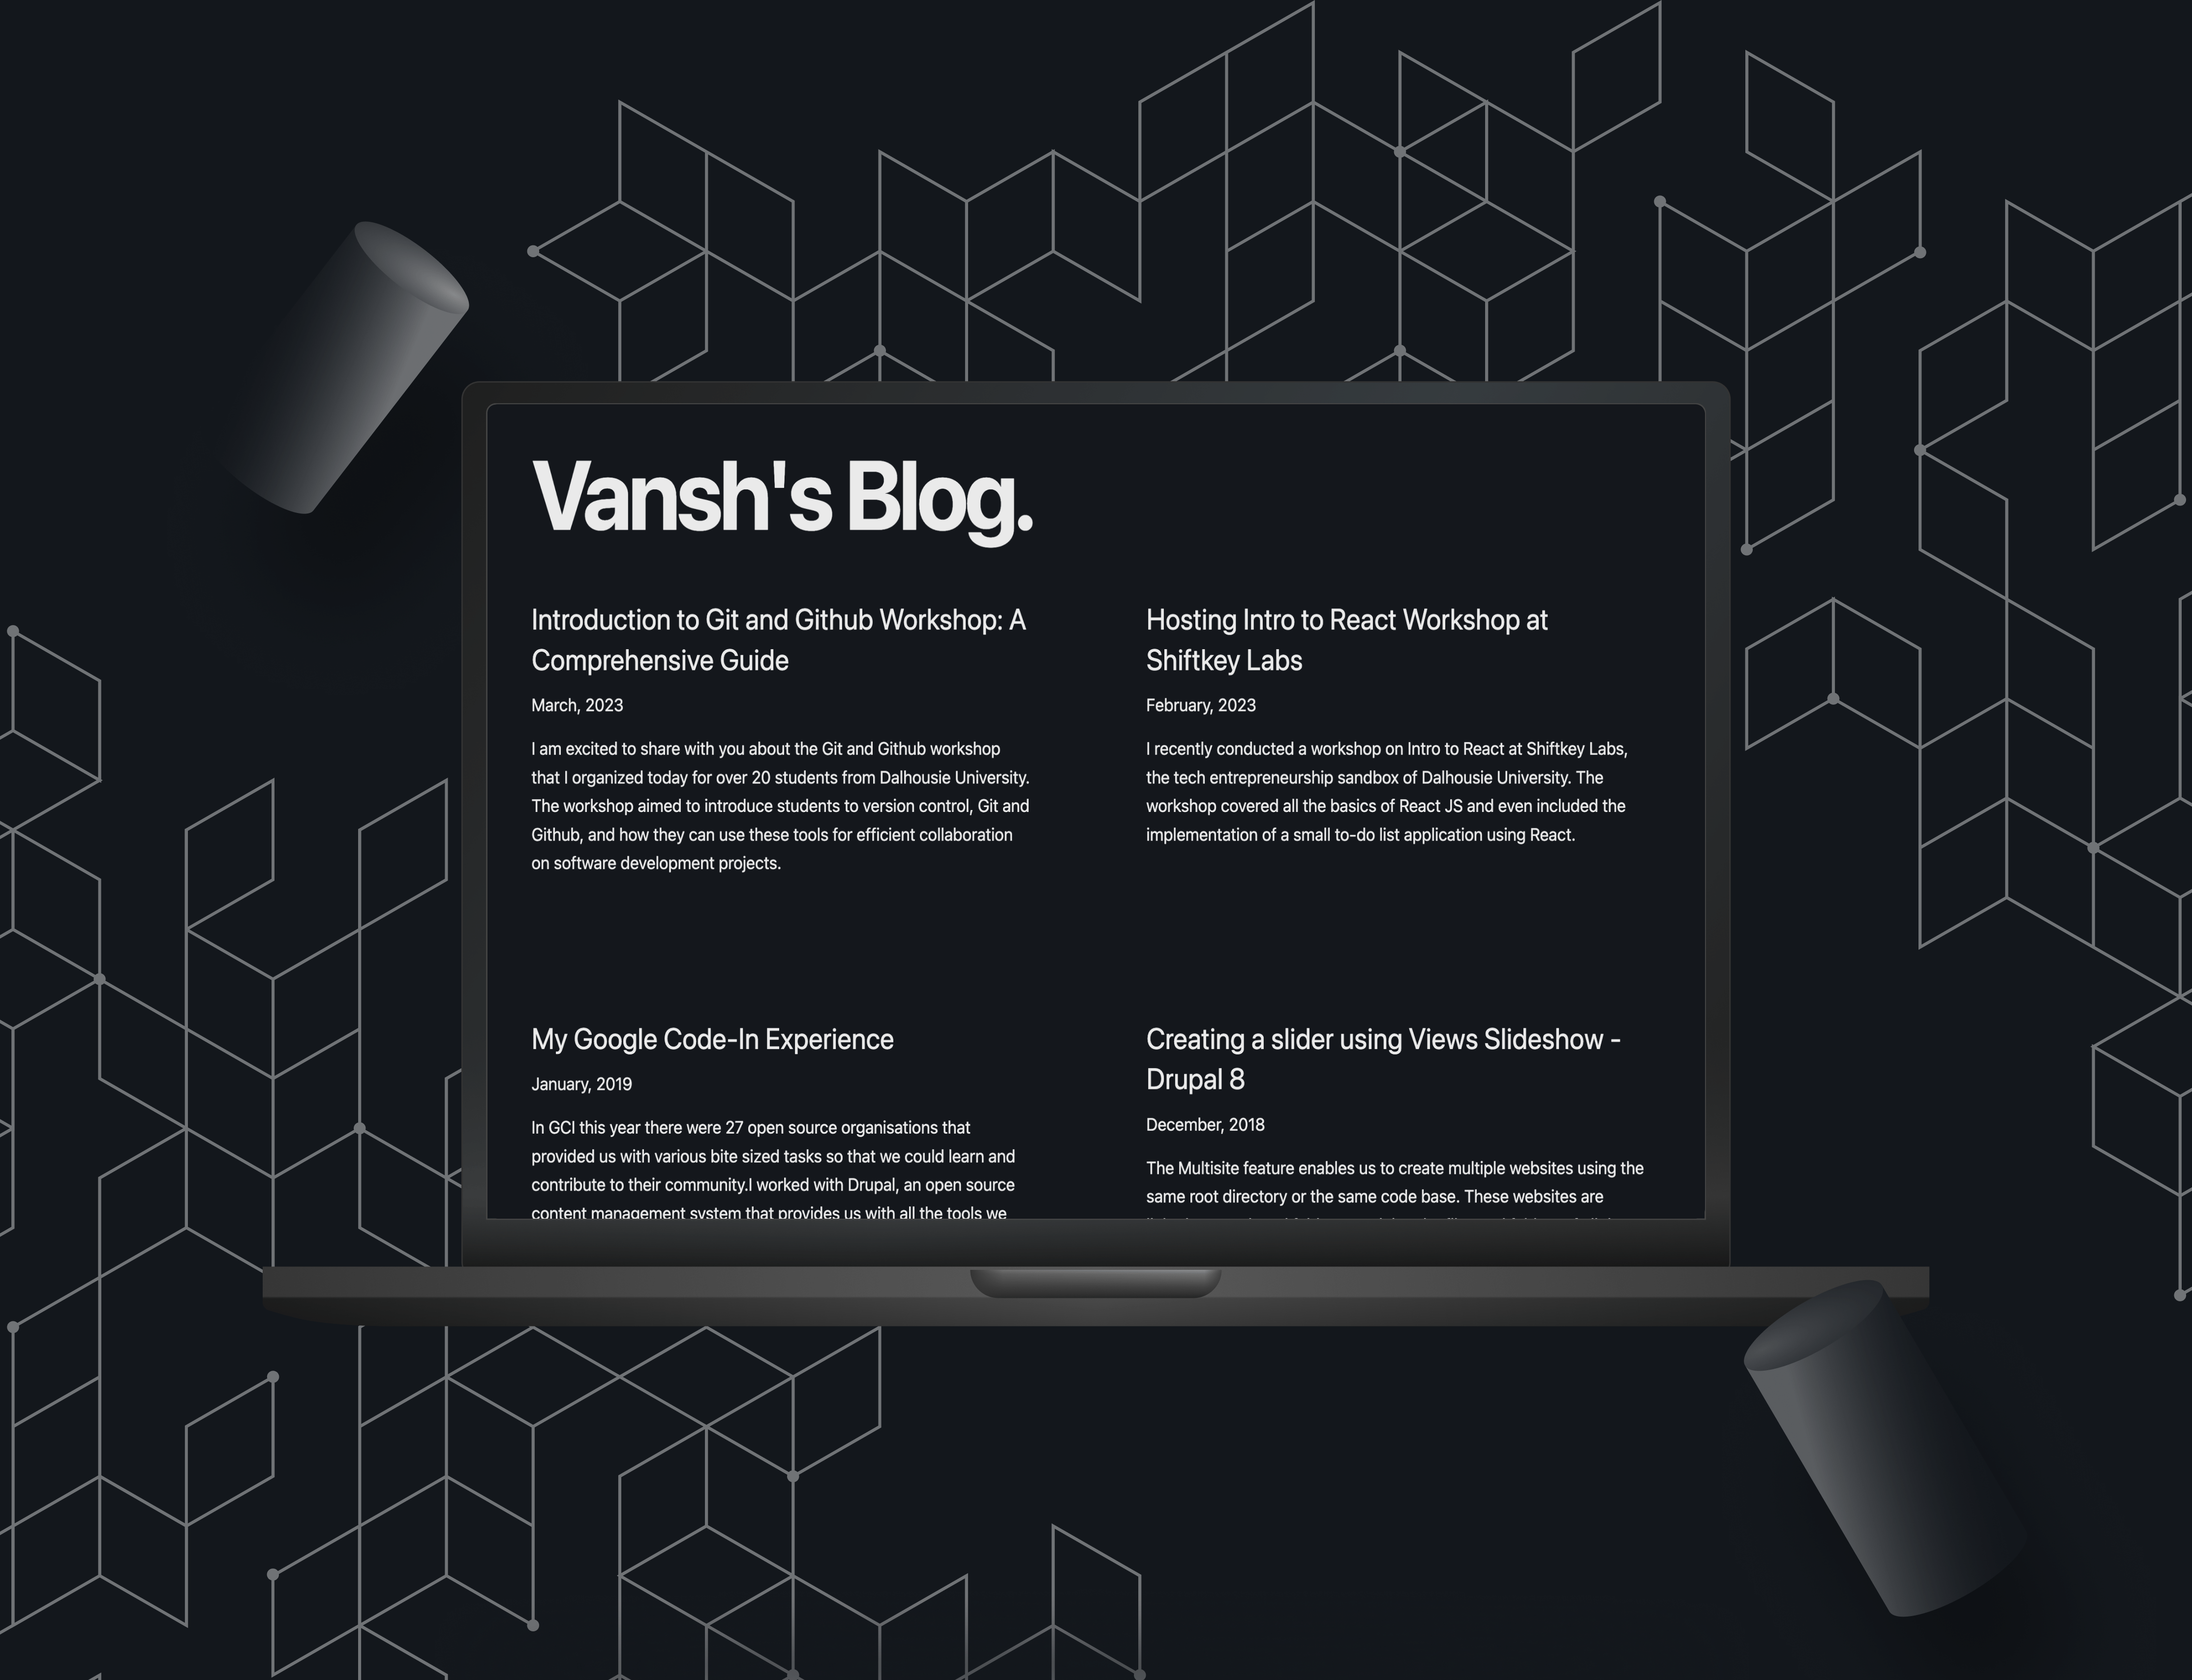 Vansh's Blog.
Introduction to Git and Github Workshop: A
Comprehensive Guide
March, 2023
I am excited to share with you about the Git and Github workshop
that I organized today for over 20 students from Dalhousie University.
The workshop aimed to introduce students to version control, Git and
Github, and how they can use these tools for efficient collaboration
on software development projects.
Hosting Intro to React Workshop at
Shiftkey Labs
February, 2023
I recently conducted a workshop on Intro to React at Shiftkey Labs,
the tech entrepreneurship sandbox of Dalhousie University. The
workshop covered all the basics of React JS and even included the
implementation of a small to-do list application using React.
My Google Code-In Experience
January, 2019
In GCI this year there were 27 open source organisations that
provided us with various bite sized tasks so that we could learn and
contribute to their community.I worked with Drupal, an open source
content management system that provides us with all the tools we
Creating a slider using Views Slideshow -
Drupal 8
December, 2018
The Multisite feature enables us to create multiple websites using the
same root directory or the same code base. These websites are